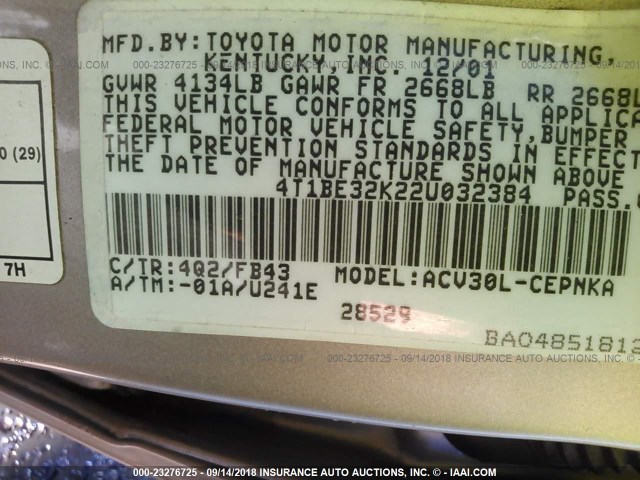 MFD.BY:TOYOTA MOTOR MANUFACTURING,
KENTUCKY,INC. 12/01
GVWR 4134LB GAWR FR 2668LB RR 2668L
THIS VEHICLE CONFORMS TO ALL APPLICA
FEDERAL MOTOR VEHICLE SAFETY,BUMPER
THEFT PREVENTION STANDARDS IN EFFECT
THE DATE OF MANUFACTURE SHOWN ABOVE
4T1BE32K22U032384 PASS.
0 (29)
7H
C/TR:4Q2/FB43 MODEL:ACV30L-CEPNKA
A/TM:-01A/U241E
28529
BA04851813
000-23276725 - 09/14/2018 INSURANCE AUTO AUCTIONS, INC. © - IAAI.COM